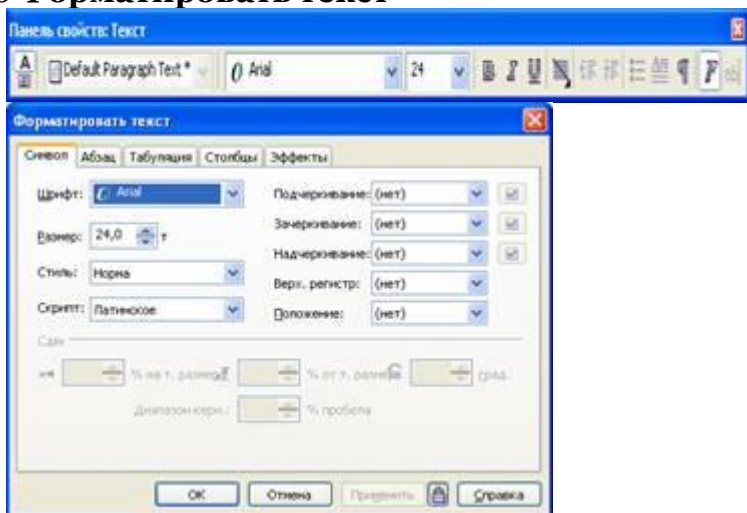 Форматировать текст
Панель свойств: Текст
Default Paragraph Text * Arial 24
Форматировать текст
Символ Абзац Табуляция Столбцы Эффекты
Шрифт: Arial Подчеркивание: (нет)
Размер: 24,0 т Зачеркивание: (нет)
Надчеркивание: (нет)
Стиль: Норма Верх. регистр: (нет)
Скрипт: Латинское Положение: (нет)
Сдвиг
% на т. размера % от т. размера град.
Диапазон керн.: % пробела
OK Отмена Применить Справка